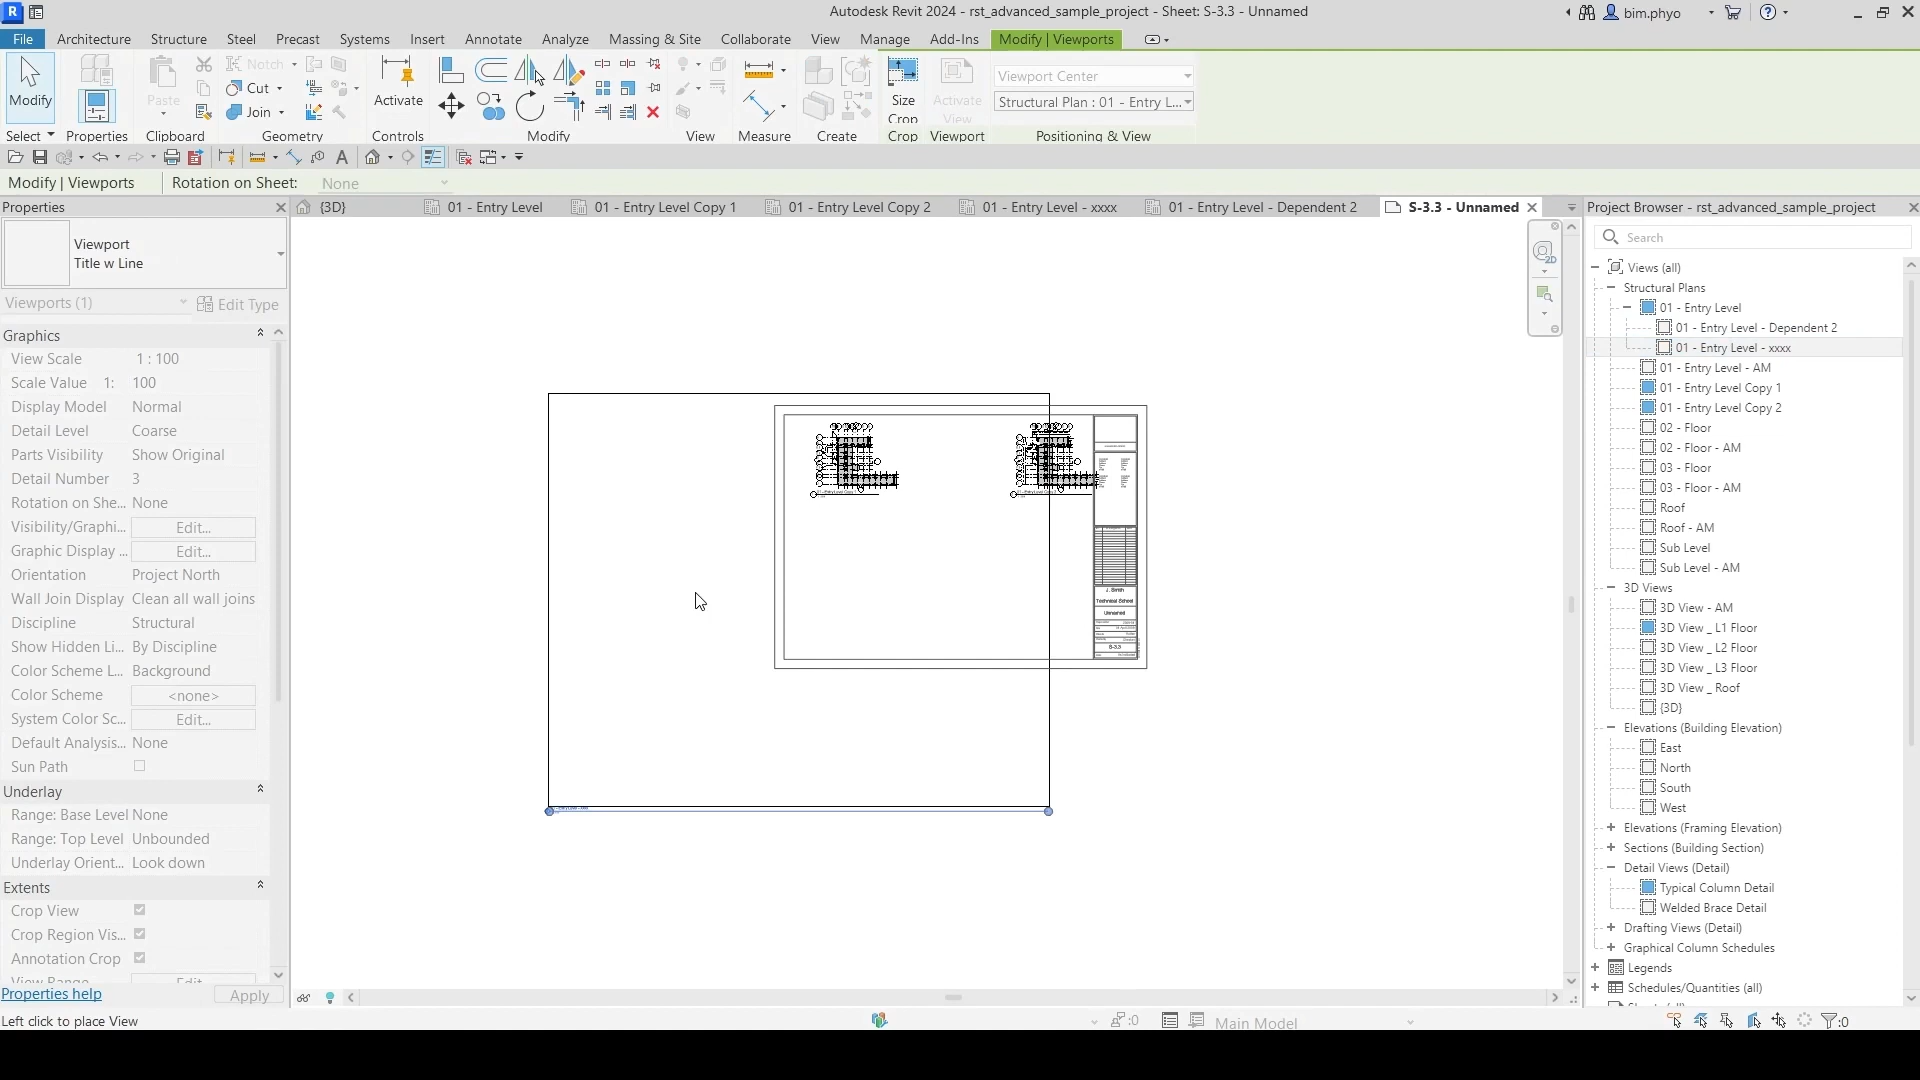 Autodesk Revit 2024 - rst_advanced_sample_project - Sheet: S-3.3 - Unnamed
bim.phyo
File Architecture Structure Steel Precast Systems Insert Annotate Analyze Massing & Site Collaborate View Manage Add-Ins Modify | Viewports
Modify
Paste
Notch
Cut
Join
Activate
Size
Crop
Activate
View
Viewport Center
Structural Plan : 01 - Entry L...
Select Properties Clipboard Geometry Controls Modify View Measure Create Crop Viewport Positioning & View
Modify | Viewports Rotation on Sheet: None
Properties
{3D} 01 - Entry Level 01 - Entry Level Copy 1 01 - Entry Level Copy 2 01 - Entry Level - xxxx 01 - Entry Level - Dependent 2 S-3.3 - Unnamed
Project Browser - rst_advanced_sample_project
Viewport
Title w Line
Viewports (1) Edit Type
Graphics
View Scale 1 : 100
Scale Value 1: 100
Display Model Normal
Detail Level Coarse
Parts Visibility Show Original
Detail Number 3
Rotation on She... None
Visibility/Graphi... Edit...
Graphic Display ... Edit...
Orientation Project North
Wall Join Display Clean all wall joins
Discipline Structural
Show Hidden Li... By Discipline
Color Scheme L... Background
Color Scheme <none>
System Color Sc... Edit...
Default Analysis... None
Sun Path
Underlay
Range: Base Level None
Range: Top Level Unbounded
Underlay Orient... Look down
Extents
Crop View
Crop Region Vis...
Annotation Crop
View Range Edit...
Properties help Apply
2D
J. Smith
Technical School
Unnamed
S-3.3
Search
Views (all)
Structural Plans
01 - Entry Level
01 - Entry Level - Dependent 2
01 - Entry Level - xxxx
01 - Entry Level - AM
01 - Entry Level Copy 1
01 - Entry Level Copy 2
02 - Floor
02 - Floor - AM
03 - Floor
03 - Floor - AM
Roof
Roof - AM
Sub Level
Sub Level - AM
3D Views
3D View - AM
3D View _ L1 Floor
3D View _ L2 Floor
3D View _ L3 Floor
3D View _ Roof
{3D}
Elevations (Building Elevation)
East
North
South
West
Elevations (Framing Elevation)
Sections (Building Section)
Detail Views (Detail)
Typical Column Detail
Welded Brace Detail
Drafting Views (Detail)
Graphical Column Schedules
Legends
Schedules/Quantities (all)
Left click to place View
:0
Main Model
:0